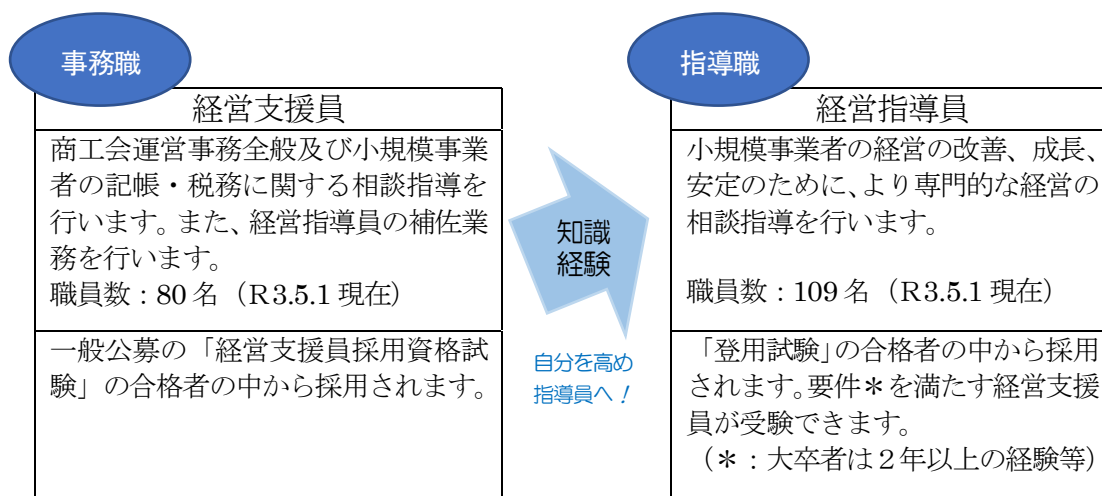 事務職
経営支援員
商工会運営事務全般及び小規模事業
者の記帳・税務に関する相談指導を
行います。また、経営指導員の補佐業
務を行います。
職員数：80名（R3.5.1現在）
一般公募の「経営支援員採用資格試
験」の合格者の中から採用されます。
知識
経験
自分を高め
指導員へ！
指導職
経営指導員
小規模事業者の経営の改善、成長、
安定のために、より専門的な経営の
相談指導を行います。
職員数：109名（R3.5.1現在）
「登用試験」の合格者の中から採用
されます。要件＊を満たす経営支援
員が受験できます。
（＊：大卒者は２年以上の経験等）